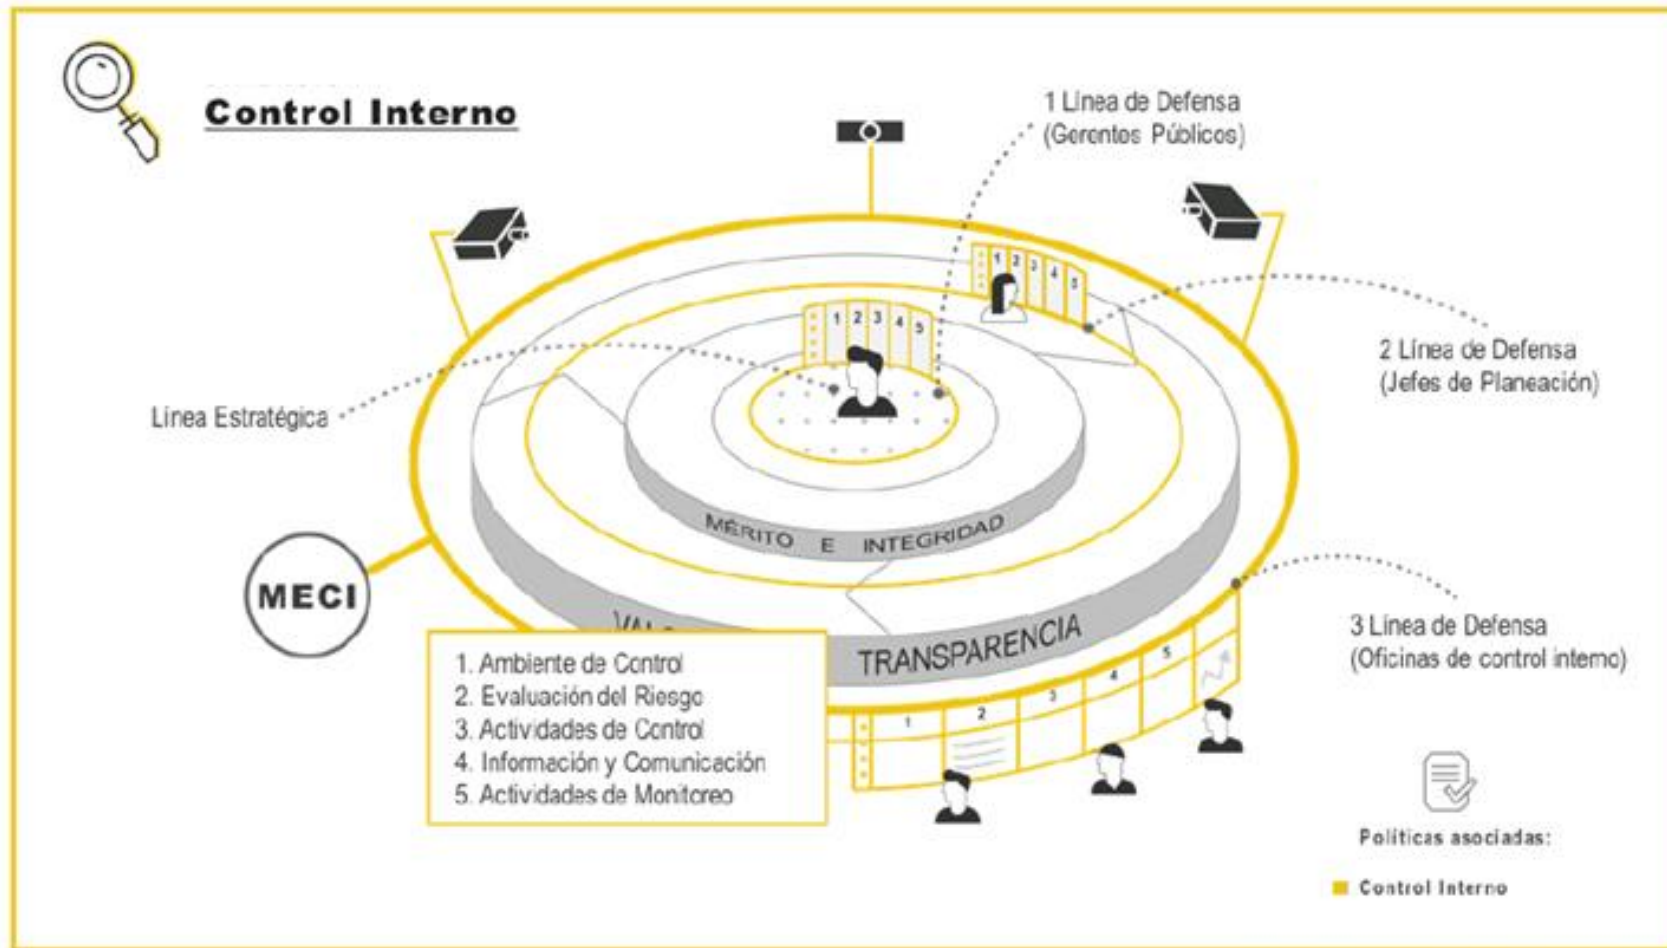 Control Interno
1 Línea de Defensa
(Gerentes Públicos)
1 2 3 4 5
1 2 3 4 5
2 Línea de Defensa
(Jefes de Planeación)
Línea Estratégica
MÉRITO E INTEGRIDAD
MECI
TRANSPARENCIA
3 Línea de Defensa
(Oficinas de control interno)
1. Ambiente de Control
2. Evaluación del Riesgo
3. Actividades de Control
4. Información y Comunicación
5. Actividades de Monitoreo
1 2 3 4 5
Políticas asociadas:
Control Interno